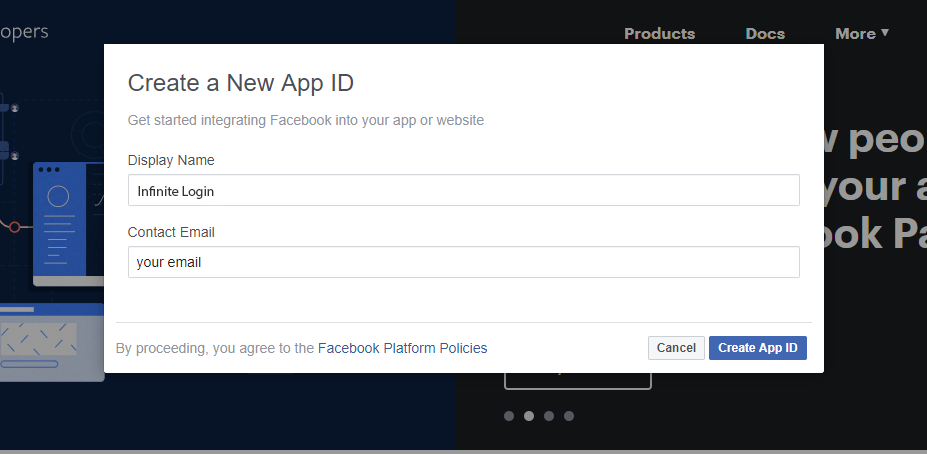 opers
Products Docs More
Create a New App ID
Get started integrating Facebook into your app or website
Display Name
Infinite Login
Contact Email
your email
By proceeding, you agree to the Facebook Platform Policies
Cancel Create App ID
peo
your a
ook Pa